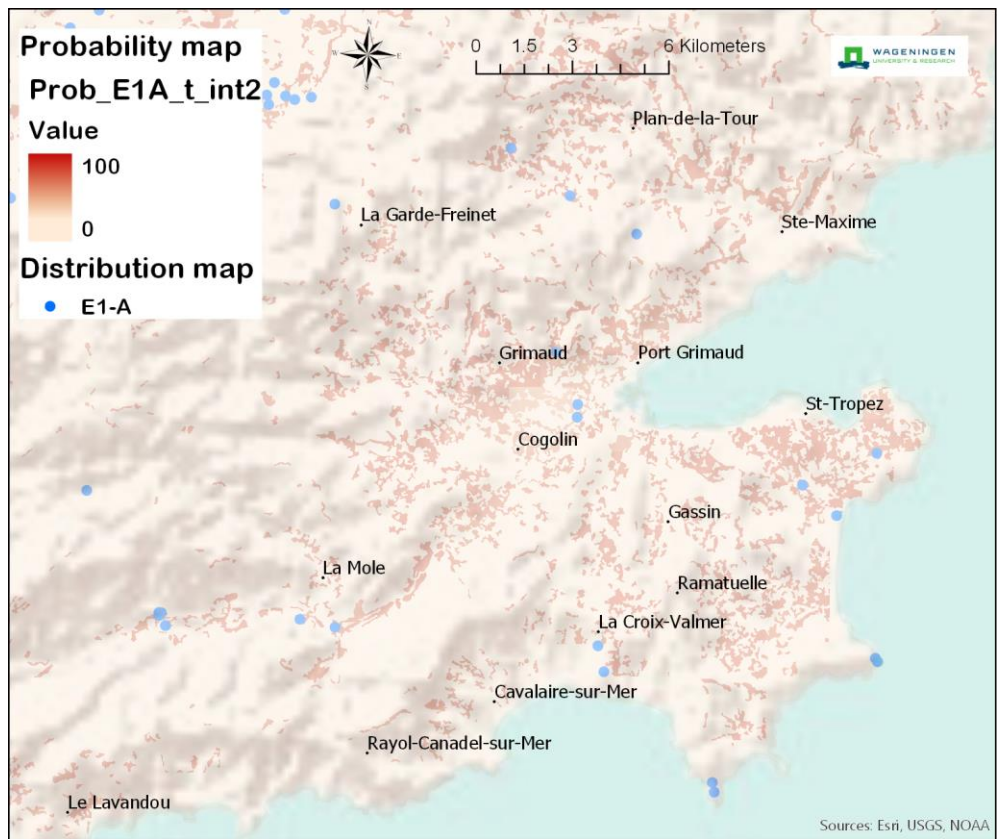 Probability map
Prob_E1A_t_int2
Value
100
0
Distribution map
E1-A
N
W
E
S
0 1.5 3 6 Kilometers
WAGENINGEN
UNIVERSITY & RESEARCH
Plan-de-la-Tour
La Garde-Freinet
Ste-Maxime
Grimaud
Port Grimaud
St-Tropez
Cogolin
Gassin
La Mole
Ramatuelle
La Croix-Valmer
Cavalaire-sur-Mer
Rayol-Canadel-sur-Mer
Le Lavandou
Sources: Esri, USGS, NOAA